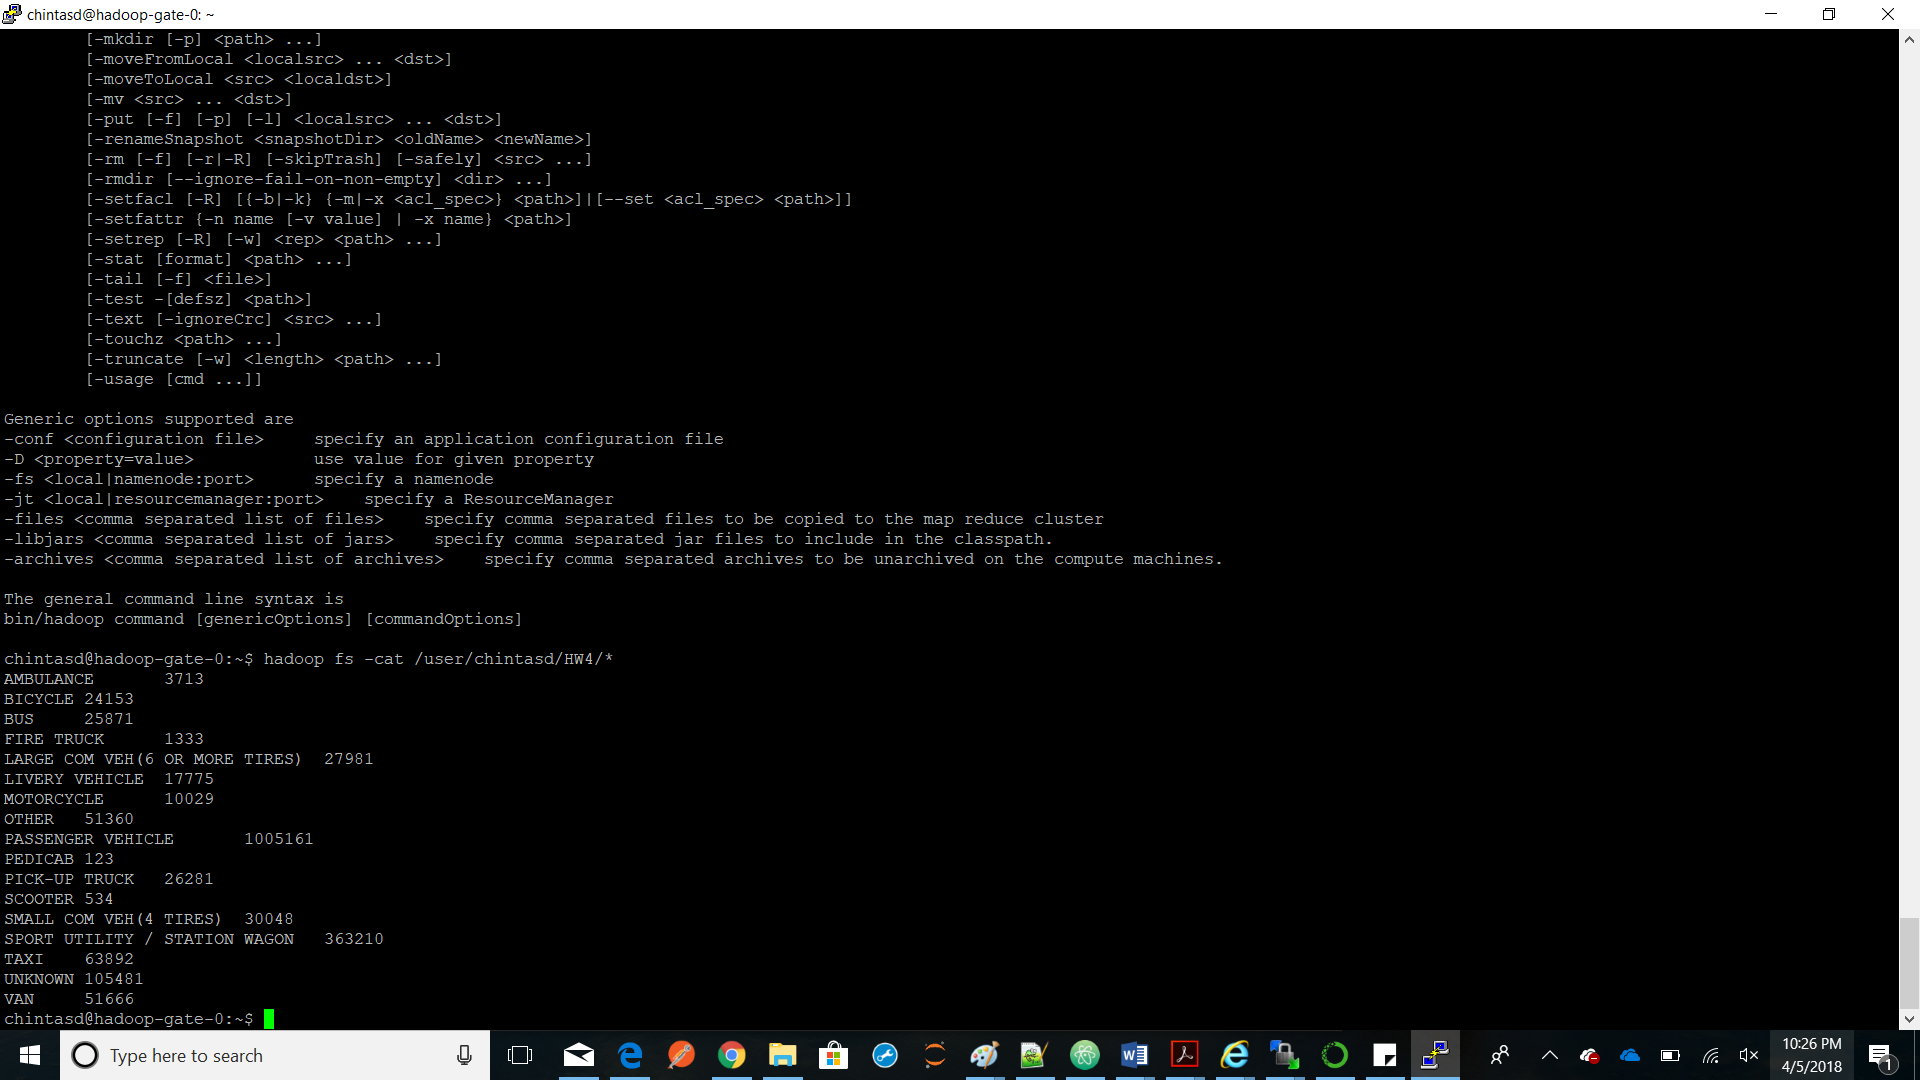 chintasd@hadoop-gate-0: ~
[-mkdir [-p] <path> ...]
[-moveFromLocal <localsrc> ... <dst>]
[-moveToLocal <src> <localdst>]
[-mv <src> ... <dst>]
[-put [-f] [-p] [-l] <localsrc> ... <dst>]
[-renameSnapshot <snapshotDir> <oldName> <newName>]
[-rm [-f] [-r|-R] [-skipTrash] [-safely] <src> ...]
[-rmdir [--ignore-fail-on-non-empty] <dir> ...]
[-setfacl [-R] [{-b|-k} {-m|-x <acl_spec>} <path>]|[--set <acl_spec> <path>]]
[-setfattr {-n name [-v value] | -x name} <path>]
[-setrep [-R] [-w] <rep> <path> ...]
[-stat [format] <path> ...]
[-tail [-f] <file>]
[-test -[defsz] <path>]
[-text [-ignoreCrc] <src> ...]
[-touchz <path> ...]
[-truncate [-w] <length> <path> ...]
[-usage [cmd ...]]
Generic options supported are
-conf <configuration file>     specify an application configuration file
-D <property=value>            use value for given property
-fs <local|namenode:port>      specify a namenode
-jt <local|resourcemanager:port>    specify a ResourceManager
-files <comma separated list of files>    specify comma separated files to be copied to the map reduce cluster
-libjars <comma separated list of jars>    specify comma separated jar files to include in the classpath.
-archives <comma separated list of archives>    specify comma separated archives to be unarchived on the compute machines.
The general command line syntax is
bin/hadoop command [genericOptions] [commandOptions]
chintasd@hadoop-gate-0:~$ hadoop fs -cat /user/chintasd/HW4/*
AMBULANCE       3713
BICYCLE 24153
BUS     25871
FIRE TRUCK      1333
LARGE COM VEH(6 OR MORE TIRES)  27981
LIVERY VEHICLE  17775
MOTORCYCLE      10029
OTHER   51360
PASSENGER VEHICLE       1005161
PEDICAB 123
PICK-UP TRUCK   26281
SCOOTER 534
SMALL COM VEH(4 TIRES)  30048
SPORT UTILITY / STATION WAGON   363210
TAXI    63892
UNKNOWN 105481
VAN     51666
chintasd@hadoop-gate-0:~$
Type here to search
10:26 PM
4/5/2018
1